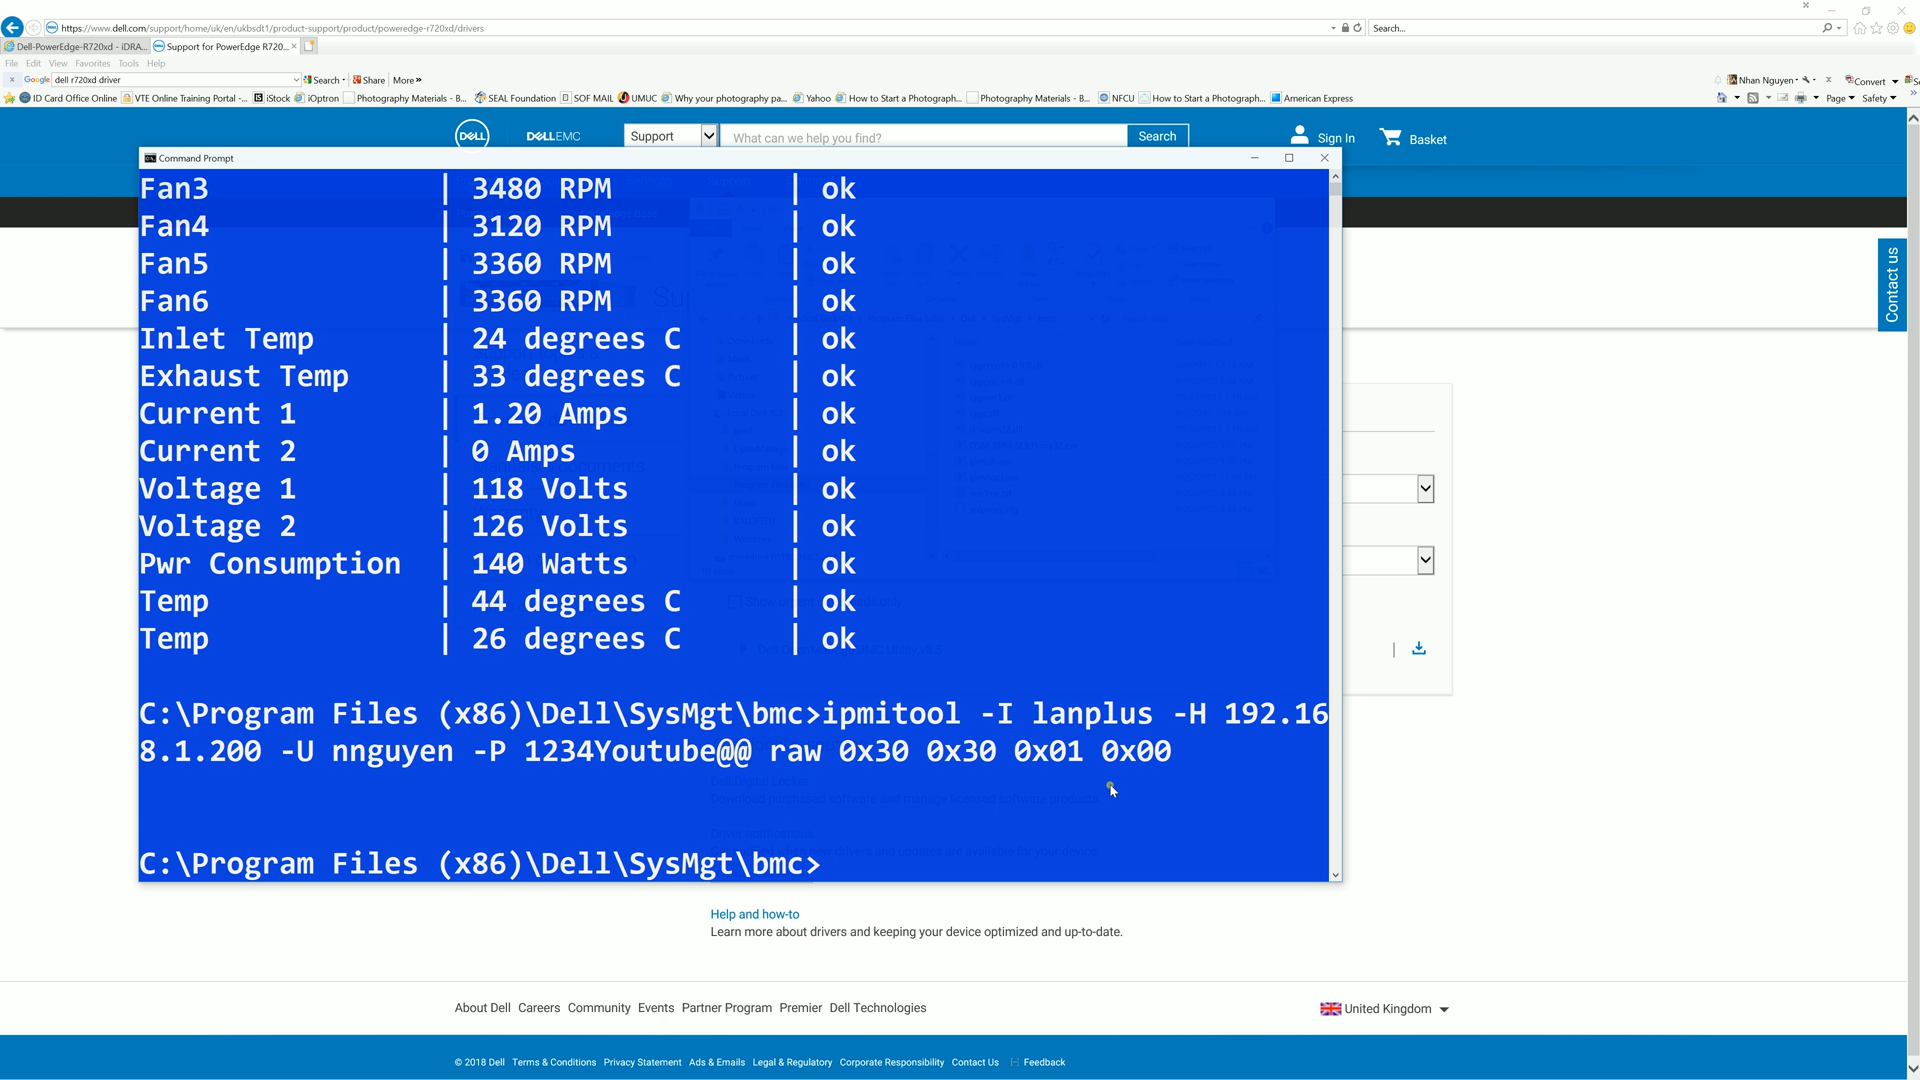 https://www.dell.com/support/home/uk/en/ukbsdt1/product-support/product/poweredge-r720xd/drivers
Search...
Dell-PowerEdge-R720xd - iDRA...
Support for PowerEdge R720...
File Edit View Favorites Tools Help
Google dell r720xd driver Search Share More »
Nhan Nguyen
Convert
ID Card Office Online VTE Online Training Portal -... iStock iOptron Photography Materials - B... SEAL Foundation SOF MAIL UMUC Why your photography pa... Yahoo How to Start a Photograph... Photography Materials - B... NFCU How to Start a Photograph... American Express
Page Safety
DELL DELLEMC Support What can we help you find? Search Sign In Basket
Command Prompt
Fan3 | 3480 RPM | ok
Fan4 | 3120 RPM | ok
Fan5 | 3360 RPM | ok
Fan6 | 3360 RPM | ok
Inlet Temp | 24 degrees C | ok
Exhaust Temp | 33 degrees C | ok
Current 1 | 1.20 Amps | ok
Current 2 | 0 Amps | ok
Voltage 1 | 118 Volts | ok
Voltage 2 | 126 Volts | ok
Pwr Consumption | 140 Watts | ok
Temp | 44 degrees C | ok
Temp | 26 degrees C | ok
C:\Program Files (x86)\Dell\SysMgt\bmc>ipmitool -I lanplus -H 192.16
8.1.200 -U nnguyen -P 1234Youtube@@ raw 0x30 0x30 0x01 0x00
C:\Program Files (x86)\Dell\SysMgt\bmc>
Contact us
Help and how-to
Learn more about drivers and keeping your device optimized and up-to-date.
About Dell Careers Community Events Partner Program Premier Dell Technologies
United Kingdom
© 2018 Dell Terms & Conditions Privacy Statement Ads & Emails Legal & Regulatory Corporate Responsibility Contact Us [-] Feedback